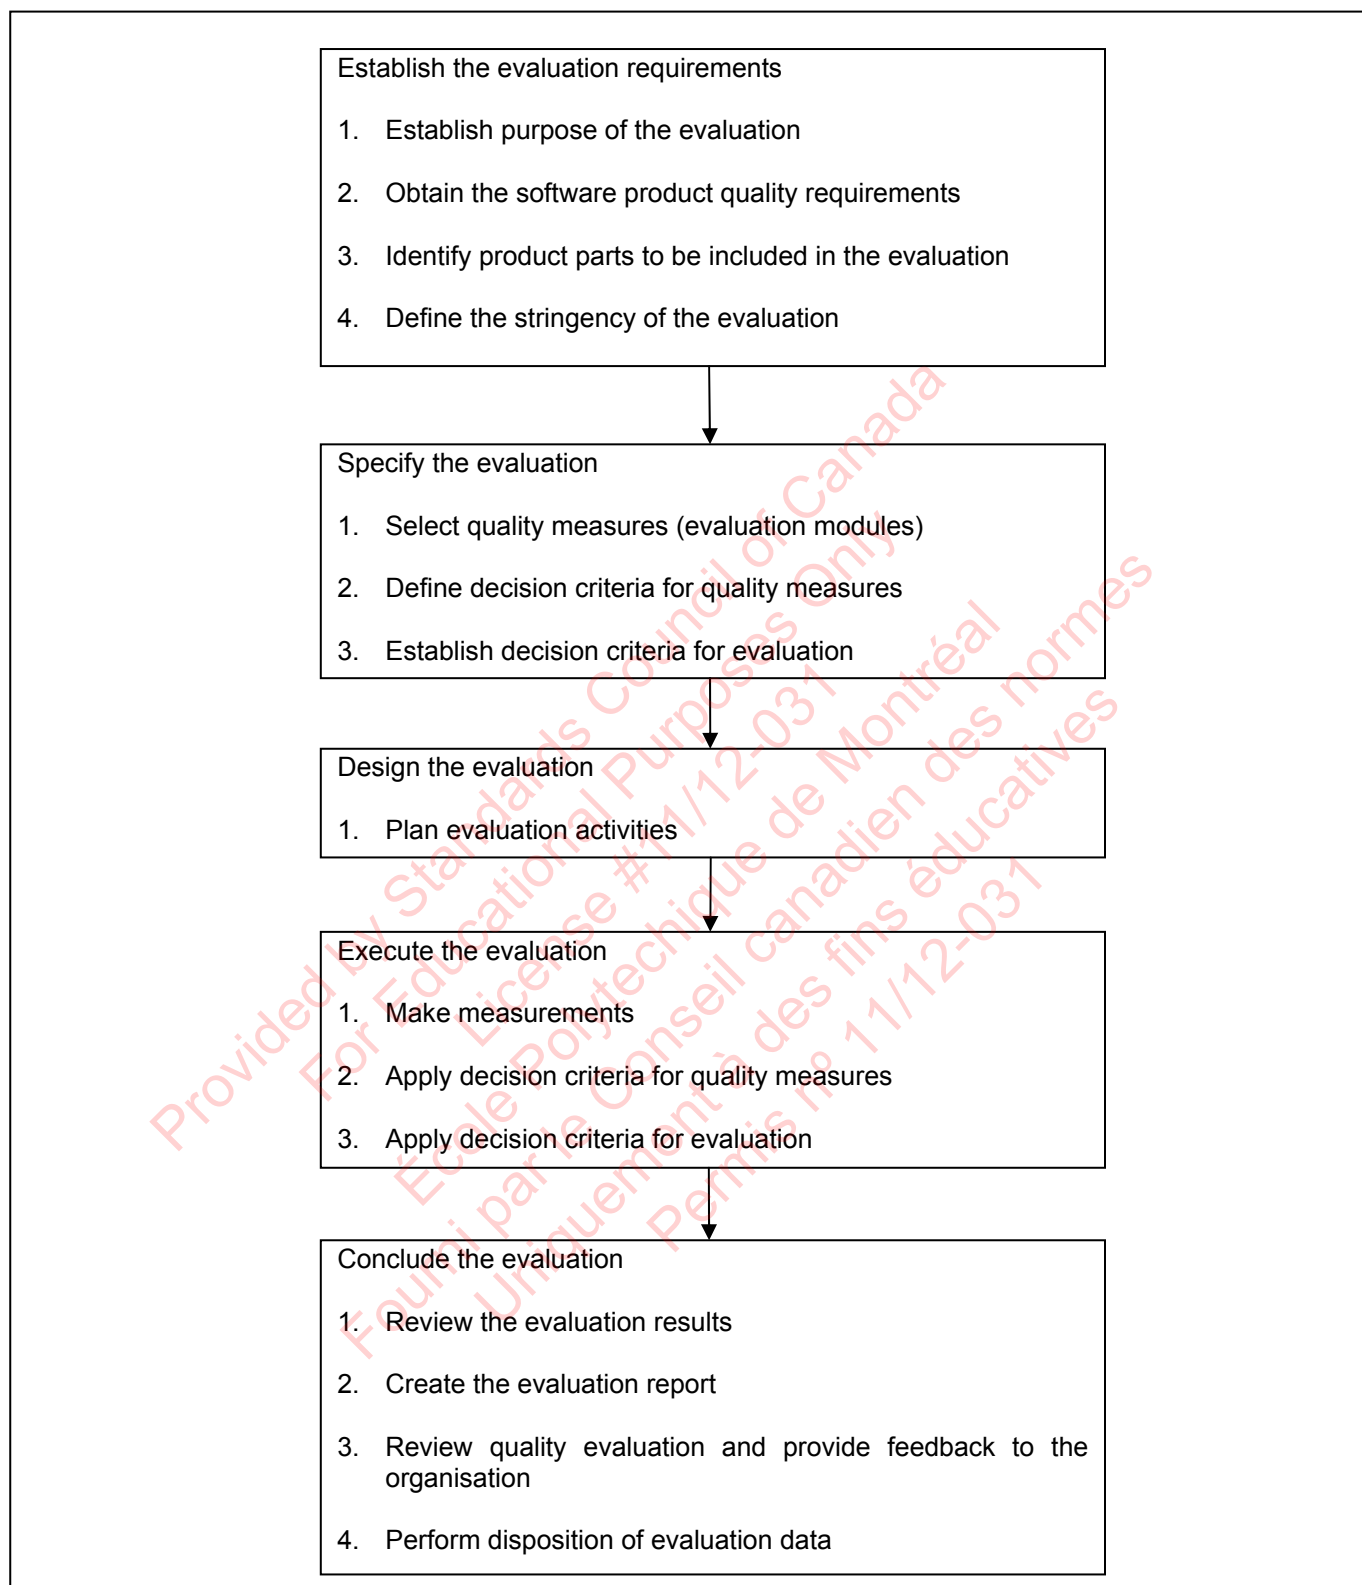 Establish the evaluation requirements
1. Establish purpose of the evaluation
2. Obtain the software product quality requirements
3. Identify product parts to be included in the evaluation
4. Define the stringency of the evaluation
Specify the evaluation
1. Select quality measures (evaluation modules)
2. Define decision criteria for quality measures
3. Establish decision criteria for evaluation
Design the evaluation
1. Plan evaluation activities
Execute the evaluation
1. Make measurements
2. Apply decision criteria for quality measures
3. Apply decision criteria for evaluation
Conclude the evaluation
1. Review the evaluation results
2. Create the evaluation report
3. Review quality evaluation and provide feedback to the
organisation
4. Perform disposition of evaluation data
Provided by Standards Council of Canada
For Educational Purposes Only
License #11/12-031
École Polytechique de Montréal
Fourni par le Conseil canadien des normes
Uniquement à des fins éducatives
Permis nº 11/12-031